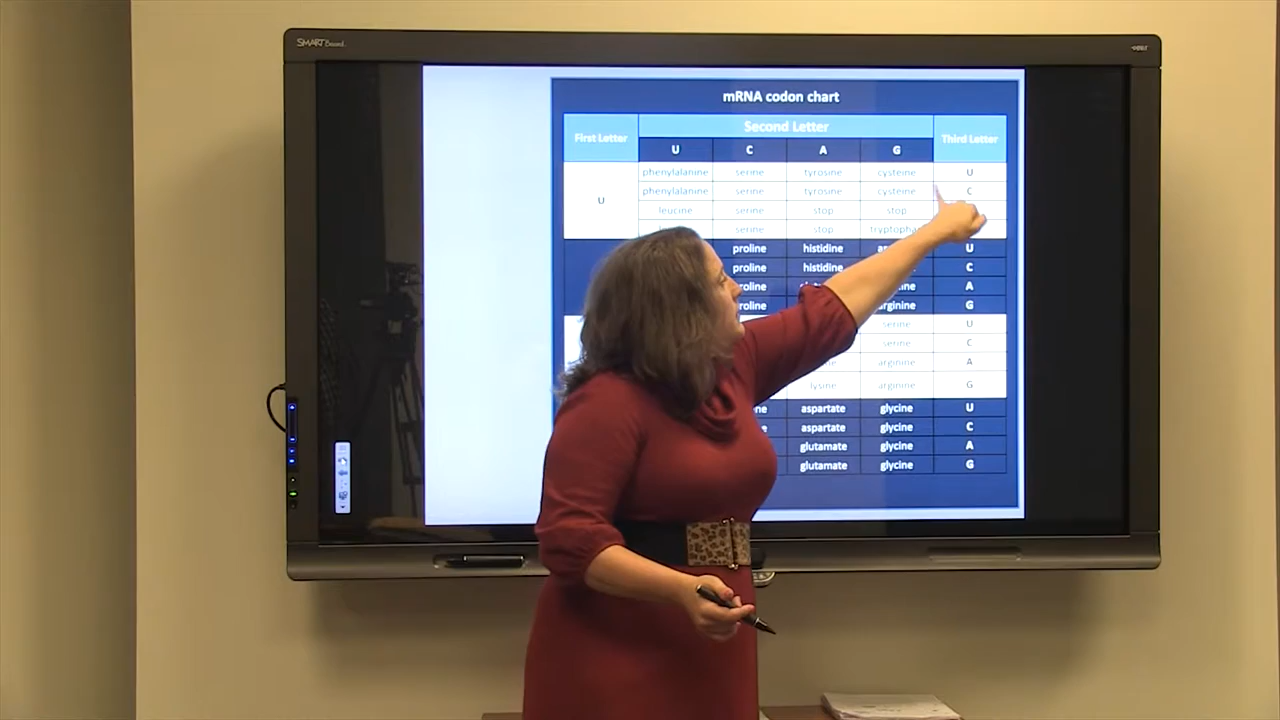 SMART Board
mRNA codon chart
First Letter Second Letter Third Letter
U C A G
phenylalanine serine tyrosine cysteine U
phenylalanine serine tyrosine cysteine C
U
leucine serine stop stop
serine stop
proline histidine U
proline histidine C
A
arginine G
serine U
serine C
arginine A
lysine arginine G
aspartate glycine U
aspartate glycine C
glutamate glycine A
glutamate glycine G